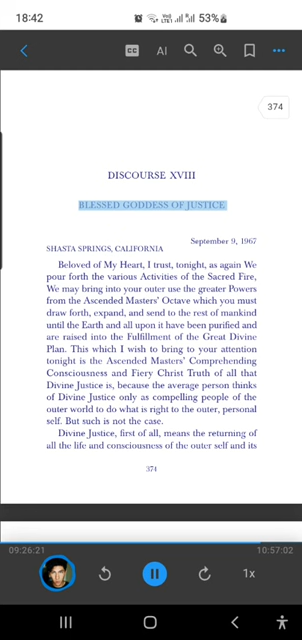 18:42
53%
CC AI
374
DISCOURSE XVIII
BLESSED GODDESS OF JUSTICE
September 9, 1967
SHASTA SPRINGS, CALIFORNIA
Beloved of My Heart, I trust, tonight, as again We
pour forth the various Activities of the Sacred Fire,
We may bring into your outer use the greater Powers
from the Ascended Masters' Octave which you must
draw forth, expand, and send to the rest of mankind
until the Earth and all upon it have been purified and
are raised into the Fulfillment of the Great Divine
Plan. This which I wish to bring to your attention
tonight is the Ascended Masters' Comprehending
Consciousness and Fiery Christ Truth of all that
Divine Justice is, because the average person thinks
of Divine Justice only as compelling people of the
outer world to do what is right to the outer, personal
self. But such is not the case.
Divine Justice, first of all, means the returning of
all the life and consciousness of the outer self and its
374
09:26:21 10:57:02
1x